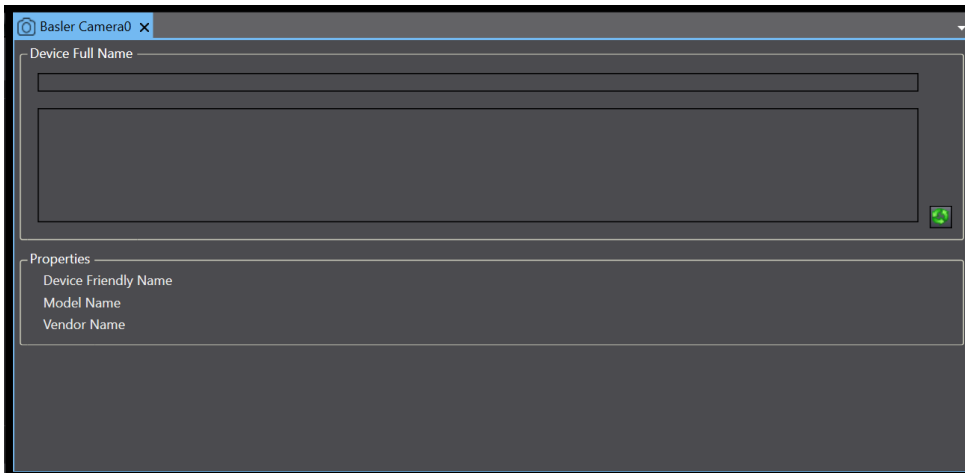 Basler Camera0
Device Full Name
Properties
Device Friendly Name
Model Name
Vendor Name